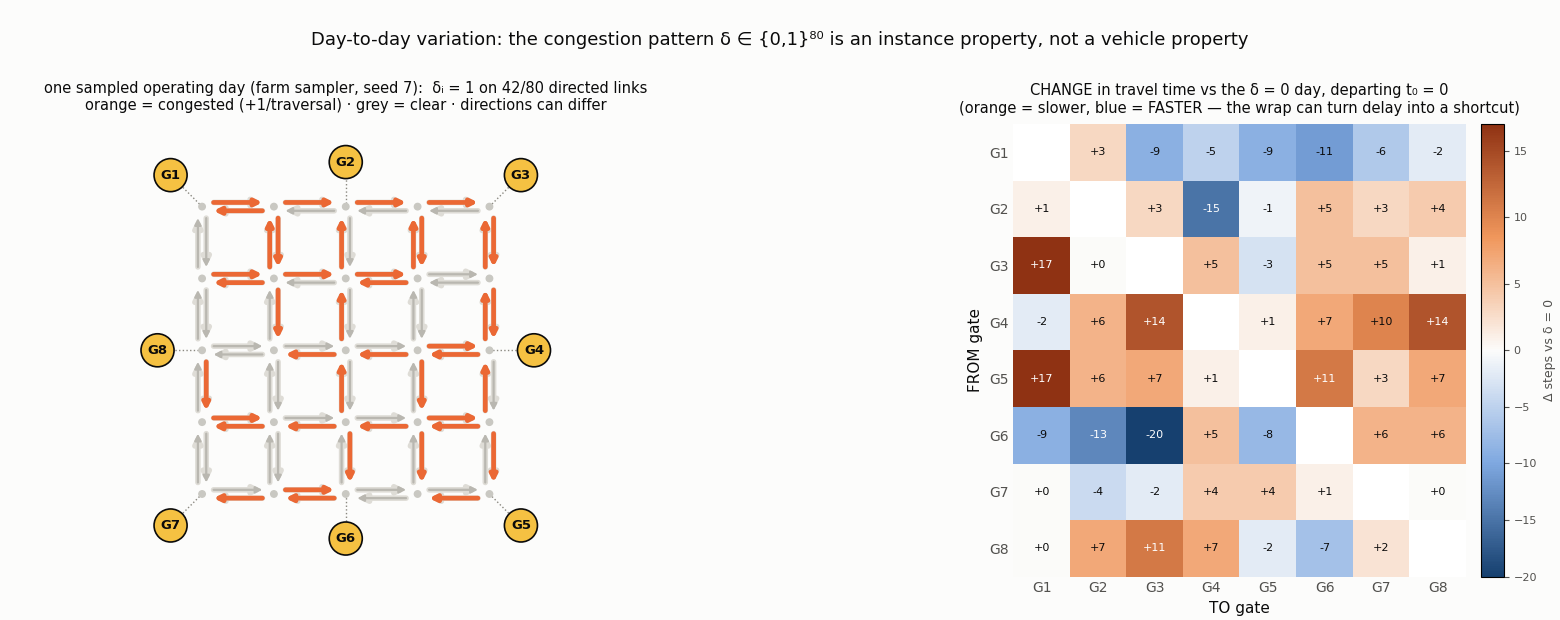 Day-to-day variation: the congestion pattern δ ∈ {0,1}⁸⁰ is an instance property, not a vehicle property
one sampled operating day (farm sampler, seed 7):  δᵢ = 1 on 42/80 directed links
orange = congested (+1/traversal) · grey = clear · directions can differ
G1
G2
G3
G8
G4
G7
G6
G5
CHANGE in travel time vs the δ = 0 day, departing t₀ = 0
(orange = slower, blue = FASTER — the wrap can turn delay into a shortcut)
FROM gate
G1 +3 -9 -5 -9 -11 -6 -2
G2 +1 +3 -15 -1 +5 +3 +4
G3 +17 +0 +5 -3 +5 +5 +1
G4 -2 +6 +14 +1 +7 +10 +14
G5 +17 +6 +7 +1 +11 +3 +7
G6 -9 -13 -20 +5 -8 +6 +6
G7 +0 -4 -2 +4 +4 +1 +0
G8 +0 +7 +11 +7 -2 -7 +2
G1 G2 G3 G4 G5 G6 G7 G8
TO gate
15
10
5
0
−5
−10
−15
−20
Δ steps vs δ = 0